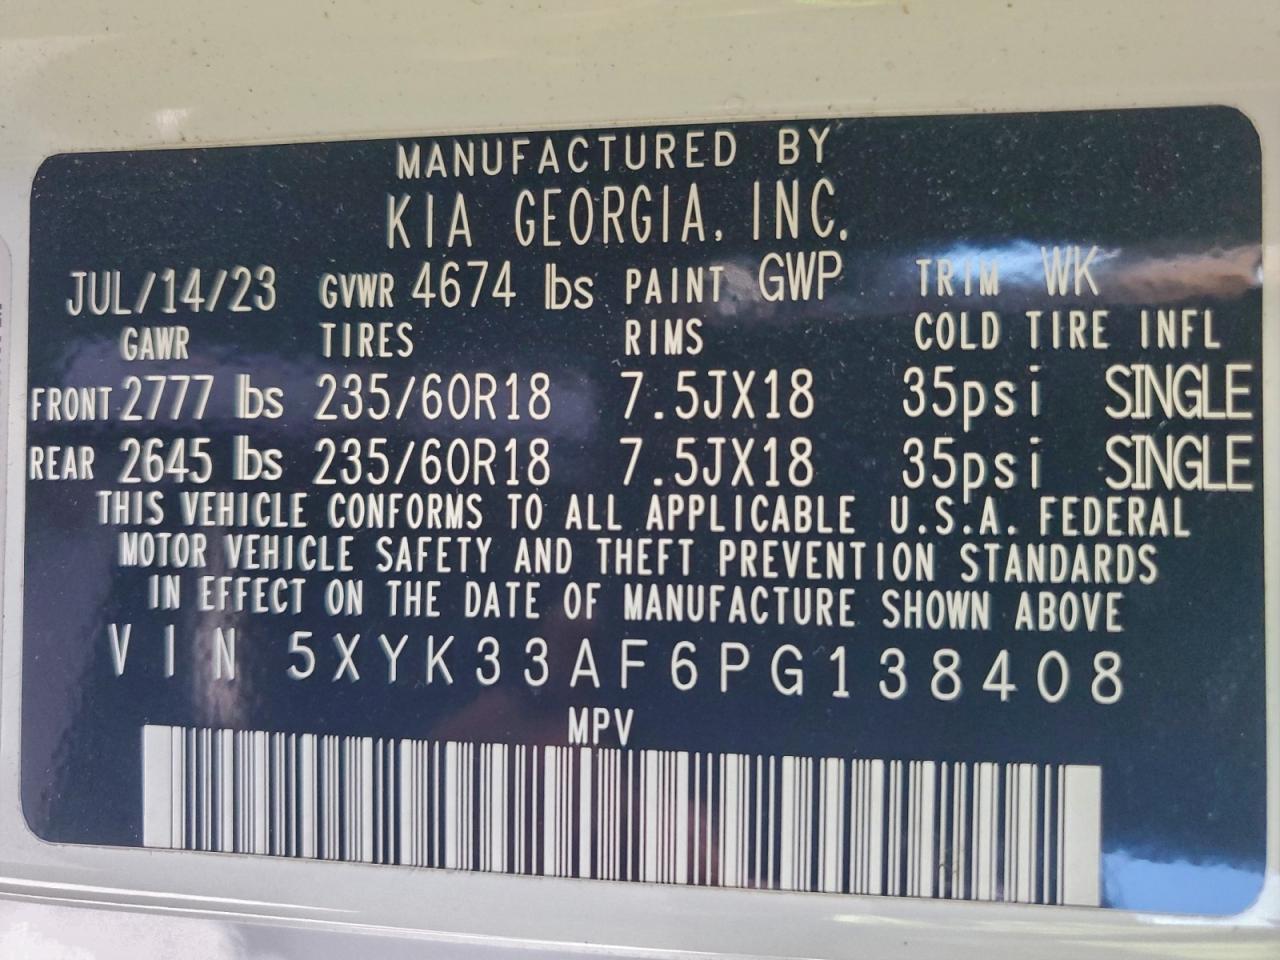 MANUFACTURED BY
KIA GEORGIA, INC.
JUL/14/23 GVWR 4674 lbs PAINT GWP TRIM WK
GAWR TIRES RIMS COLD TIRE INFL
FRONT 2777 lbs 235/60R18 7.5JX18 35psi SINGLE
REAR 2645 lbs 235/60R18 7.5JX18 35psi SINGLE
THIS VEHICLE CONFORMS TO ALL APPLICABLE U.S.A. FEDERAL
MOTOR VEHICLE SAFETY AND THEFT PREVENTION STANDARDS
IN EFFECT ON THE DATE OF MANUFACTURE SHOWN ABOVE
VIN 5XYK33AF6PG138408
MPV